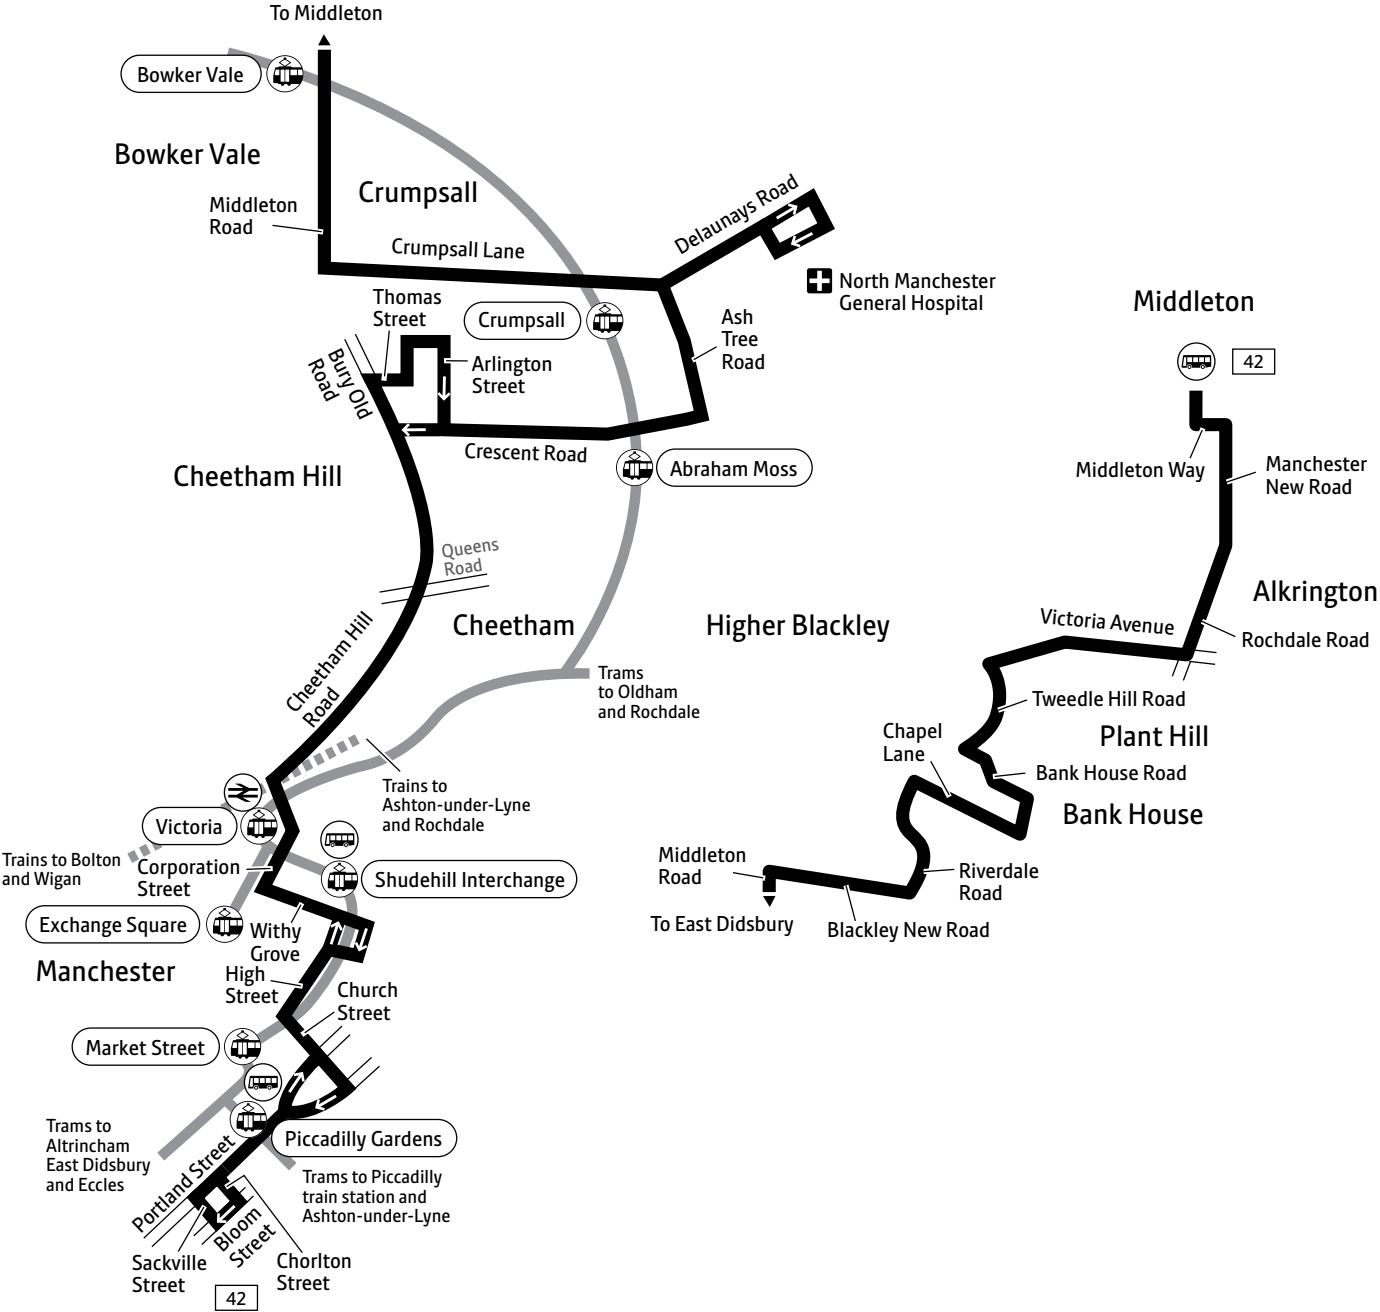 To Middleton
Bowker Vale
Bowker Vale
Crumpsall
Middleton
Road
Crumpsall Lane
Delaunays Road
North Manchester
General Hospital
Thomas
Street
Crumpsall
Ash
Tree
Road
Bury Old
Road
Arlington
Street
Crescent Road
Abraham Moss
Cheetham Hill
Queens
Road
Cheetham
Cheetham Hill
Road
Trams
to Oldham
and Rochdale
Trains to
Ashton-under-Lyne
and Rochdale
Victoria
Trains to Bolton
and Wigan
Corporation
Street
Shudehill Interchange
Exchange Square
Withy
Grove
Manchester
High
Street
Church
Street
Market Street
Piccadilly Gardens
Trams to
Altrincham
East Didsbury
and Eccles
Portland Street
Trams to Piccadilly
train station and
Ashton-under-Lyne
Bloom
Street
Sackville
Street
Chorlton
Street
42
Middleton
42
Middleton Way
Manchester
New Road
Alkrington
Higher Blackley
Victoria Avenue
Rochdale Road
Tweedle Hill Road
Plant Hill
Chapel
Lane
Bank House Road
Bank House
Middleton
Road
Riverdale
Road
To East Didsbury
Blackley New Road